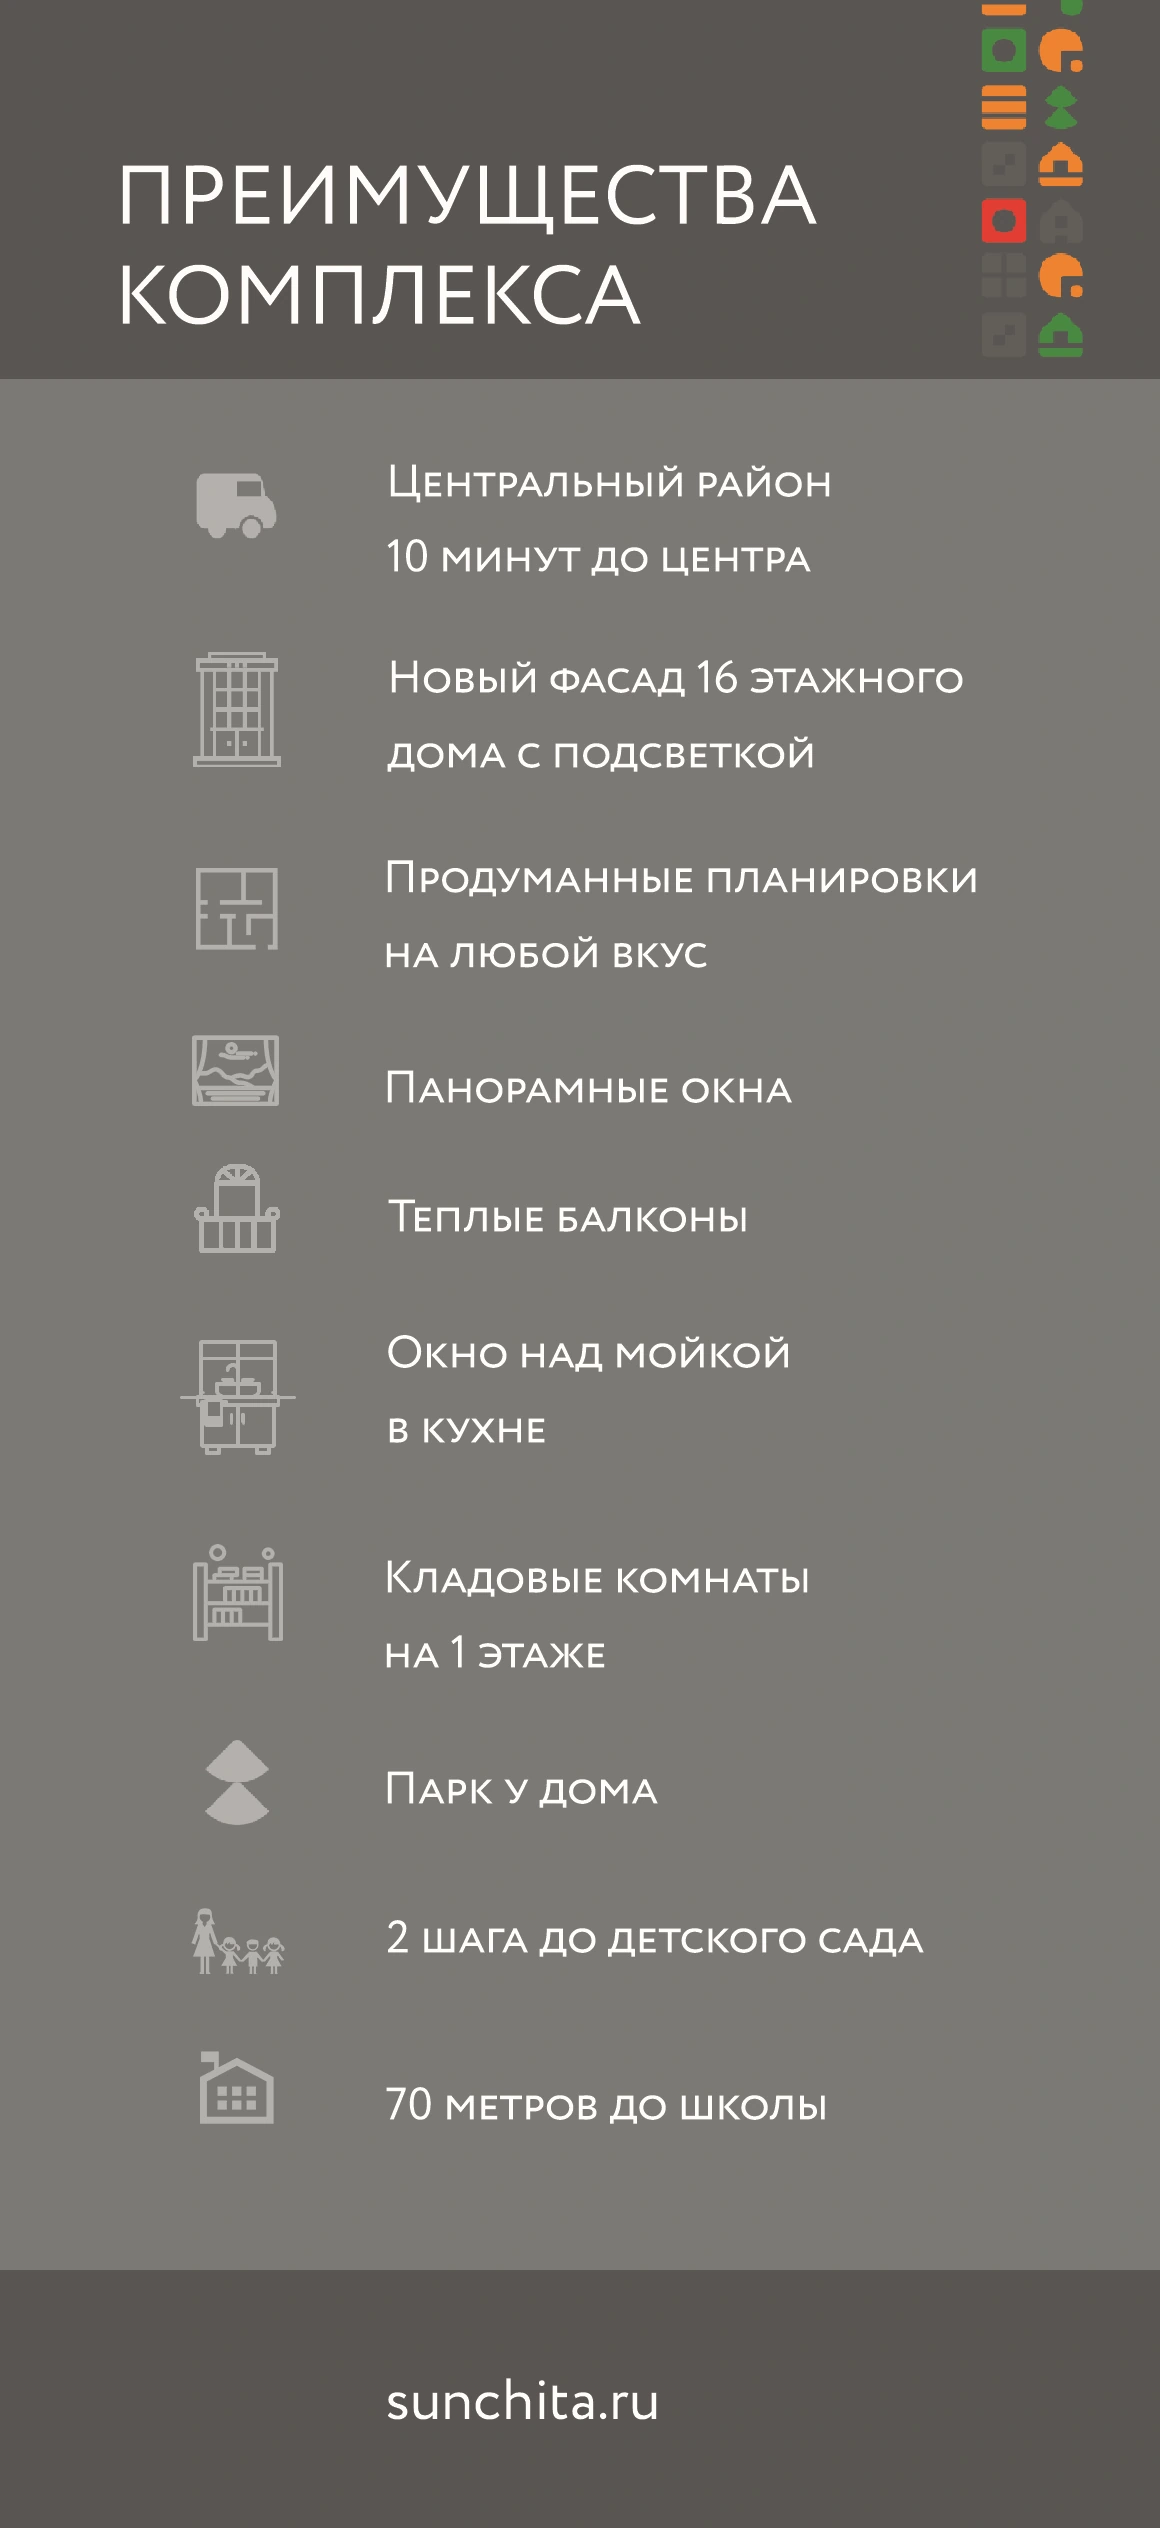 ПРЕИМУЩЕСТВА
КОМПЛЕКСА
Центральный район
10 минут до центра
Новый фасад 16 этажного
дома с подсветкой
Продуманные планировки
на любой вкус
Панорамные окна
Теплые балконы
Окно над мойкой
в кухне
Кладовые комнаты
на 1 этаже
Парк у дома
2 шага до детского сада
70 метров до школы
sunchita.ru